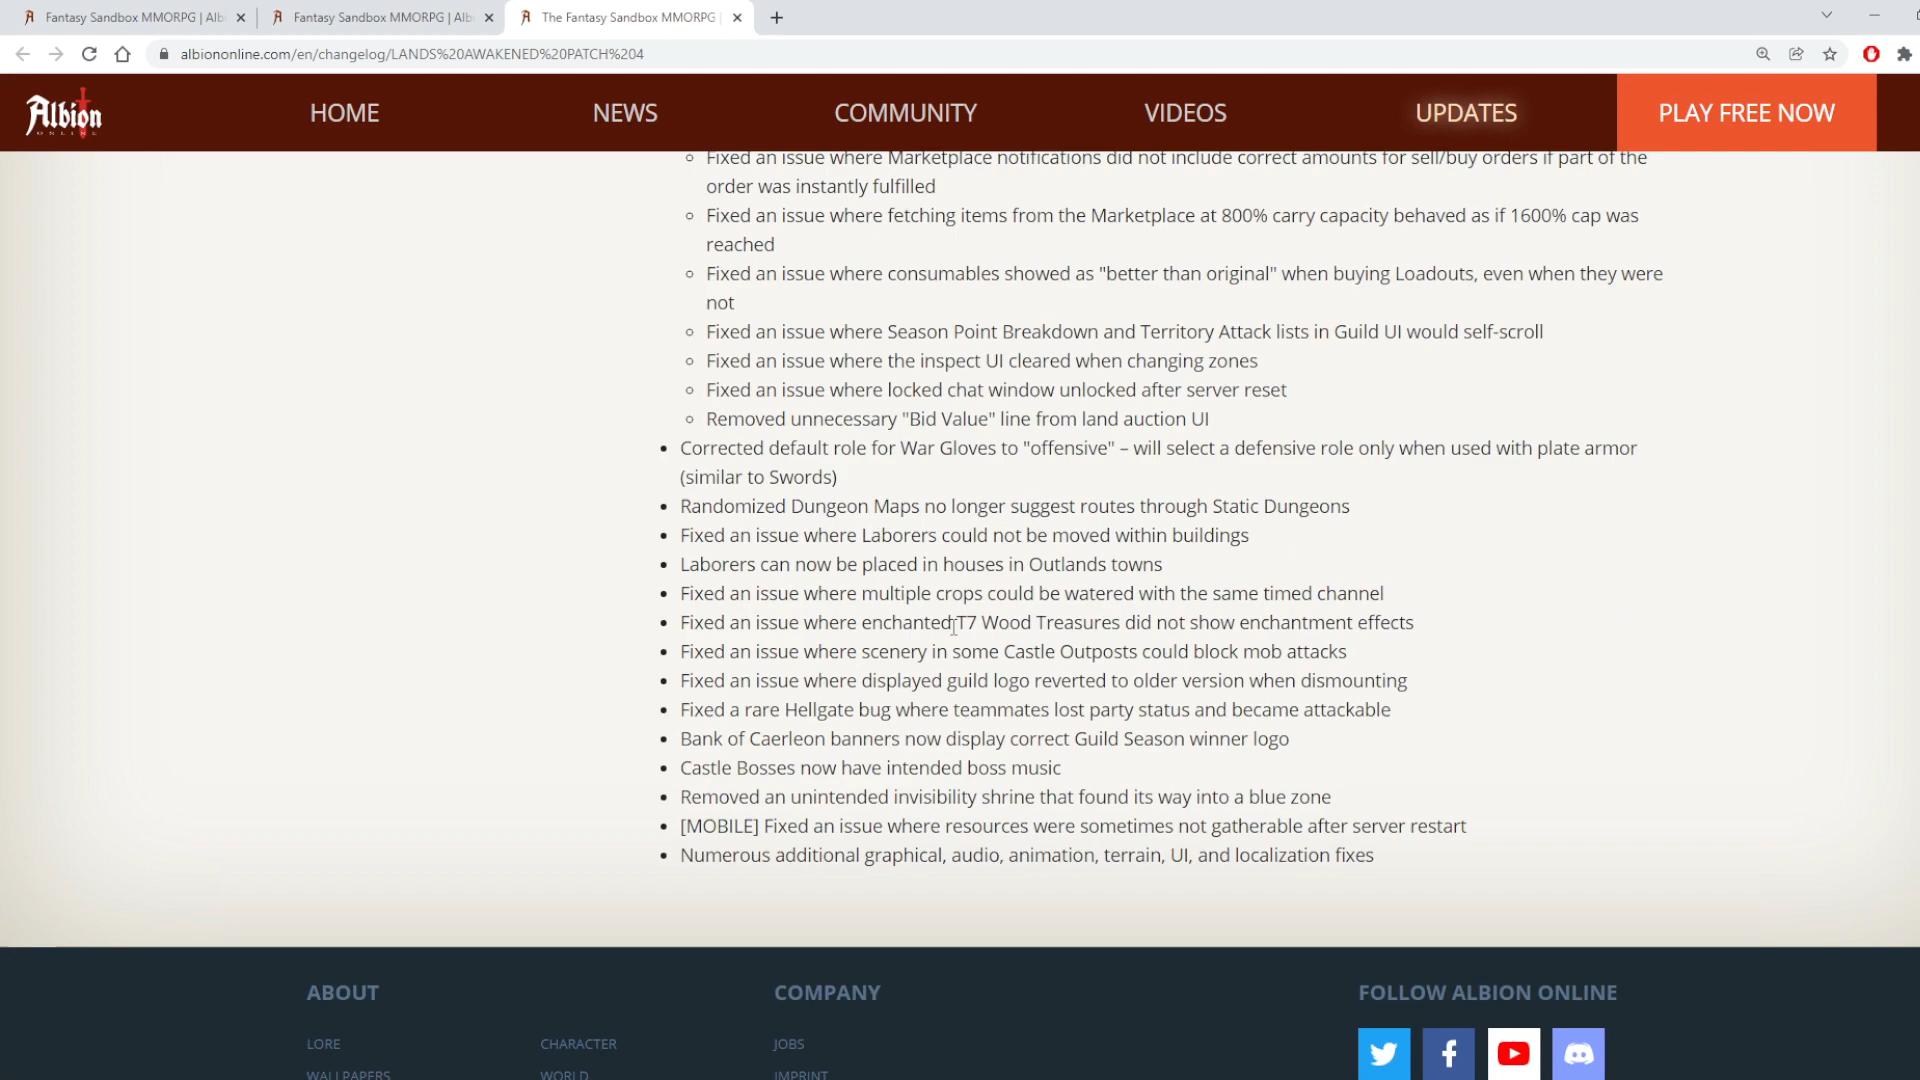 Fantasy Sandbox MMORPG | Alb
Fantasy Sandbox MMORPG | Alb
The Fantasy Sandbox MMORPG |
albiononline.com/en/changelog/LANDS%20AWAKENED%20PATCH%204
Albion
ONLINE
HOME
NEWS
COMMUNITY
VIDEOS
UPDATES
PLAY FREE NOW
Fixed an issue where Marketplace notifications did not include correct amounts for sell/buy orders if part of the
order was instantly fulfilled
Fixed an issue where fetching items from the Marketplace at 800% carry capacity behaved as if 1600% cap was
reached
Fixed an issue where consumables showed as "better than original" when buying Loadouts, even when they were
not
Fixed an issue where Season Point Breakdown and Territory Attack lists in Guild UI would self-scroll
Fixed an issue where the inspect UI cleared when changing zones
Fixed an issue where locked chat window unlocked after server reset
Removed unnecessary "Bid Value" line from land auction UI
Corrected default role for War Gloves to "offensive" – will select a defensive role only when used with plate armor
(similar to Swords)
Randomized Dungeon Maps no longer suggest routes through Static Dungeons
Fixed an issue where Laborers could not be moved within buildings
Laborers can now be placed in houses in Outlands towns
Fixed an issue where multiple crops could be watered with the same timed channel
Fixed an issue where enchanted T7 Wood Treasures did not show enchantment effects
Fixed an issue where scenery in some Castle Outposts could block mob attacks
Fixed an issue where displayed guild logo reverted to older version when dismounting
Fixed a rare Hellgate bug where teammates lost party status and became attackable
Bank of Caerleon banners now display correct Guild Season winner logo
Castle Bosses now have intended boss music
Removed an unintended invisibility shrine that found its way into a blue zone
[MOBILE] Fixed an issue where resources were sometimes not gatherable after server restart
Numerous additional graphical, audio, animation, terrain, UI, and localization fixes
ABOUT
COMPANY
FOLLOW ALBION ONLINE
LORE
CHARACTER
JOBS
WALLPAPERS
WORLD
IMPRINT